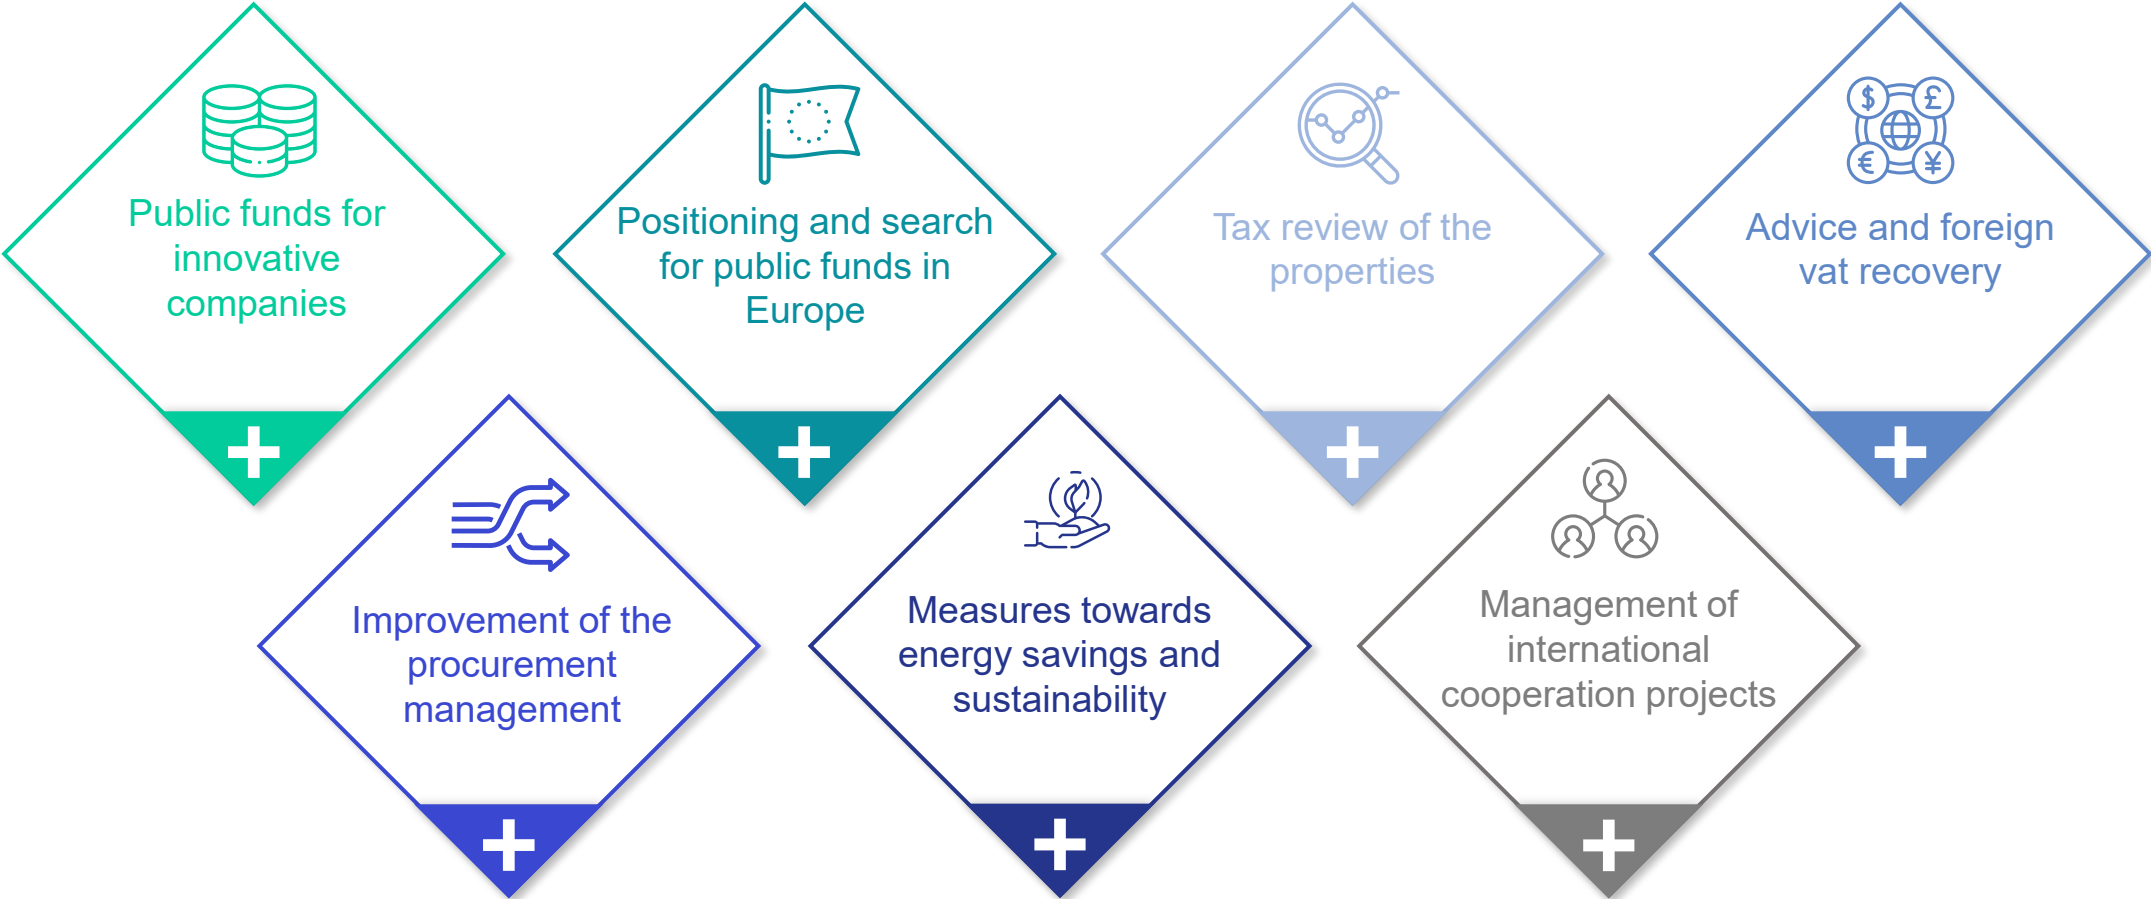 Public funds for
innovative
companies
Positioning and search
for public funds in
Europe
Tax review of the
properties
$ £
€ ¥
Advice and foreign
vat recovery
Improvement of the
procurement
management
Measures towards
energy savings and
sustainability
Management of
international
cooperation projects